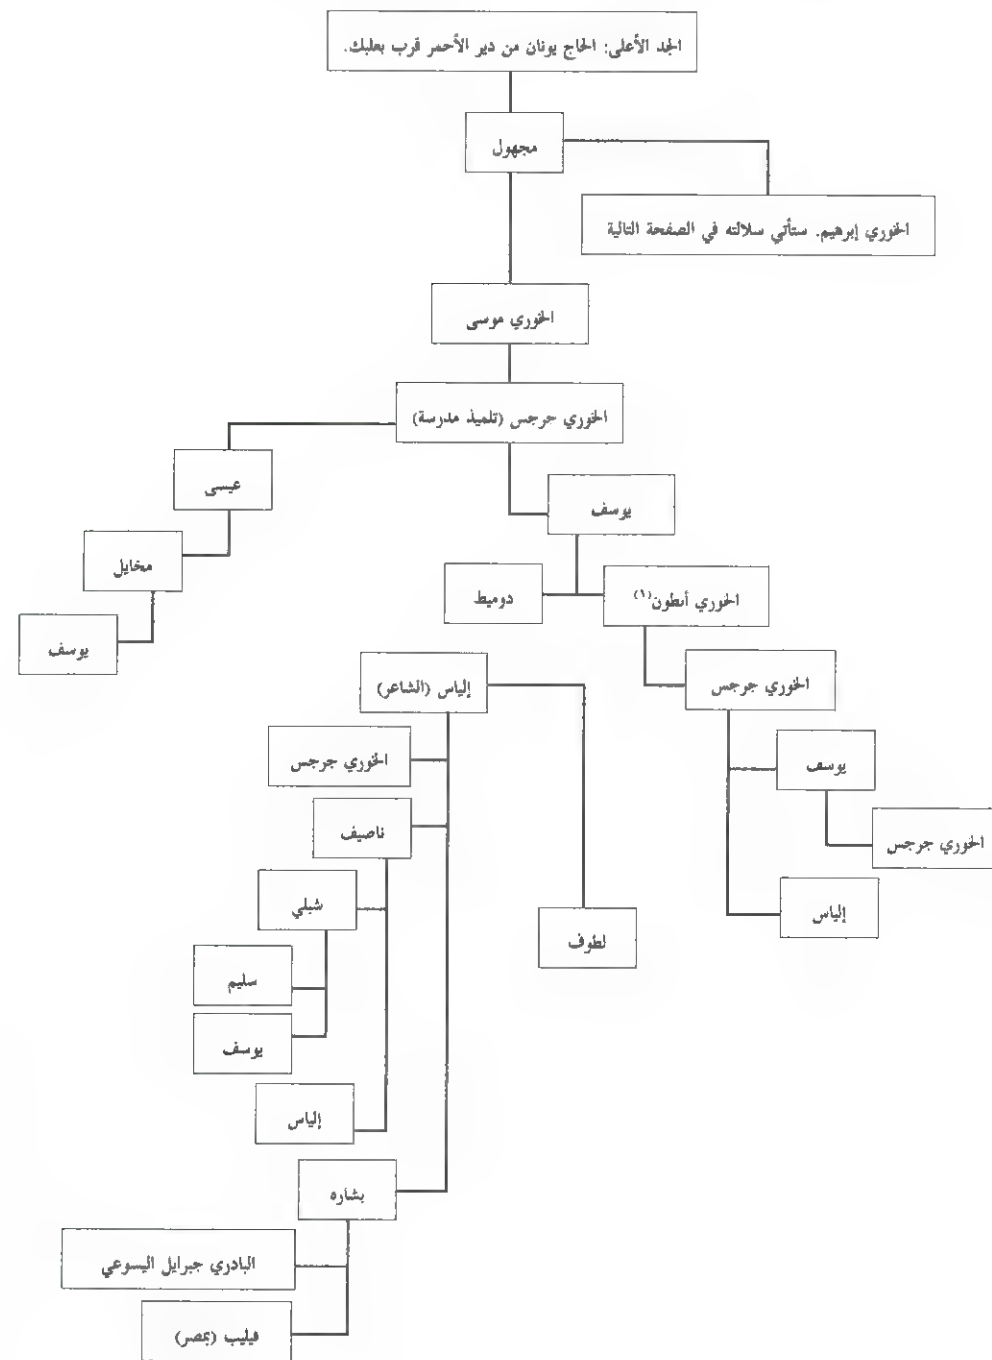 الجد الأعلى: الحاج يونان من دير الأحمر قرب بعلبك.
مجهول
الخوري إبرهيم. ستأتي سلالته في الصفحة التالية
الخوري موسى
الخوري جرجس (تلميذ مدرسة)
عيسى
يوسف
مخايل
دوميط
الخوري أنطون(١)
يوسف
الخوري جرجس
إلياس (الشاعر)
الخوري جرجس
يوسف
ناصيف
الخوري جرجس
شبلي
إلياس
لطوف
سليم
يوسف
إلياس
بشاره
البادري جبرايل اليسوعي
فيليب (بمصر)